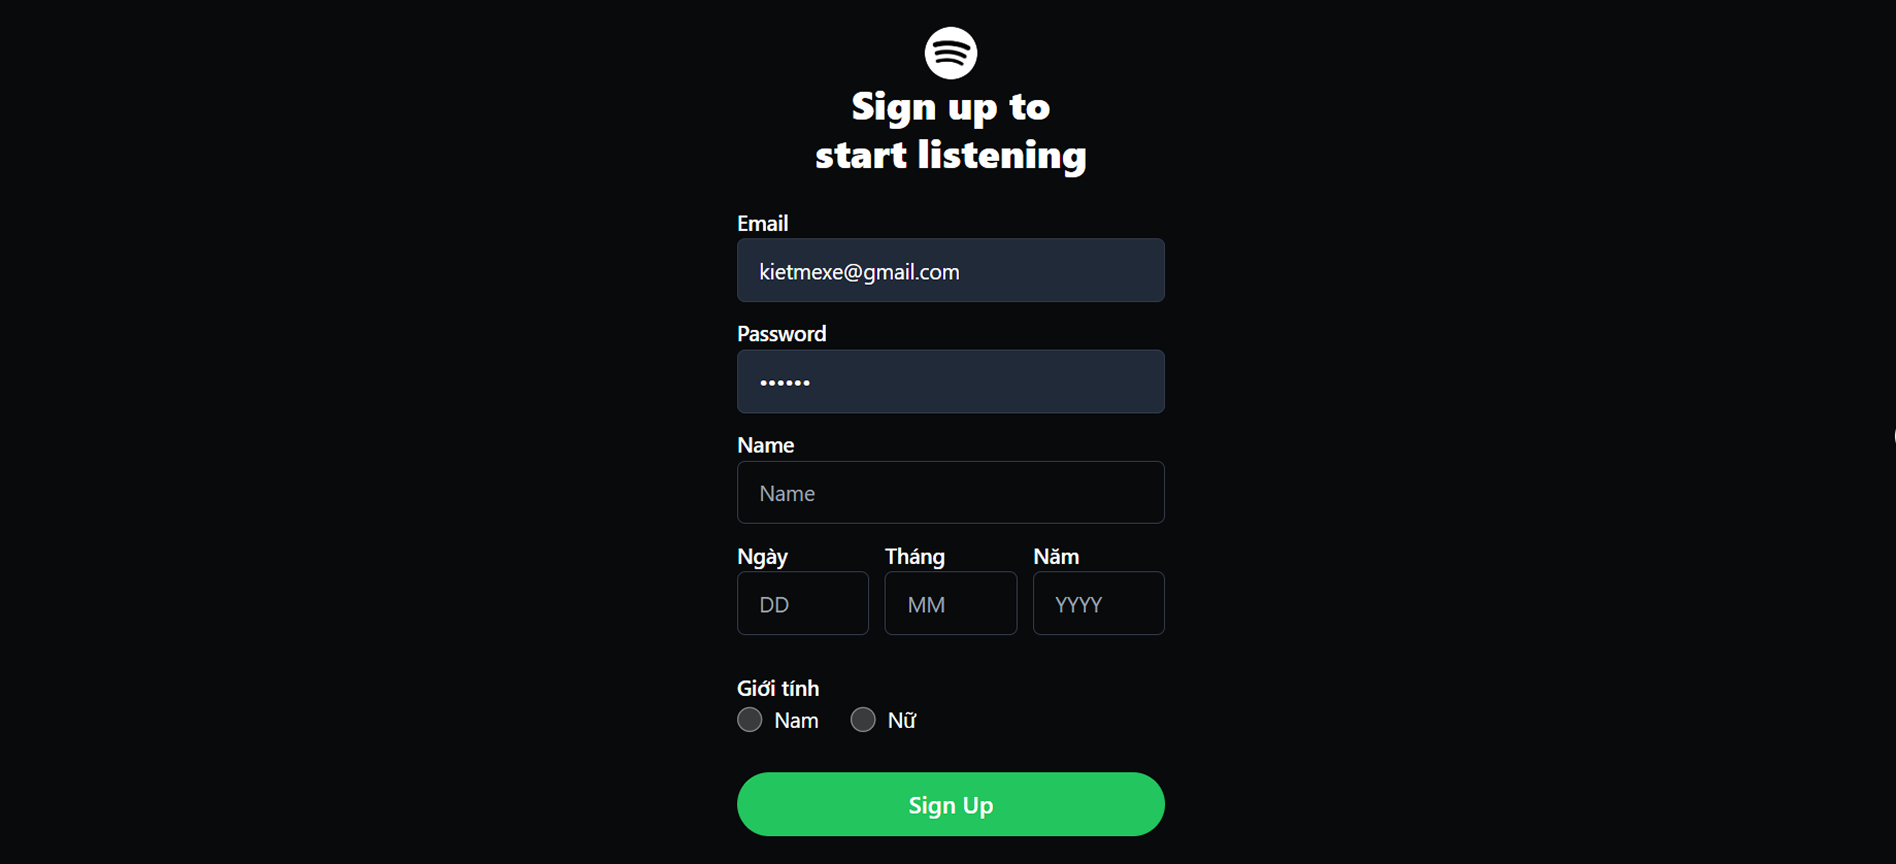 Sign up to
start listening
Email
kietmexe@gmail.com
Password
••••••
Name
Name
Ngày Tháng Năm
DD MM YYYY
Giới tính
Nam Nữ
Sign Up